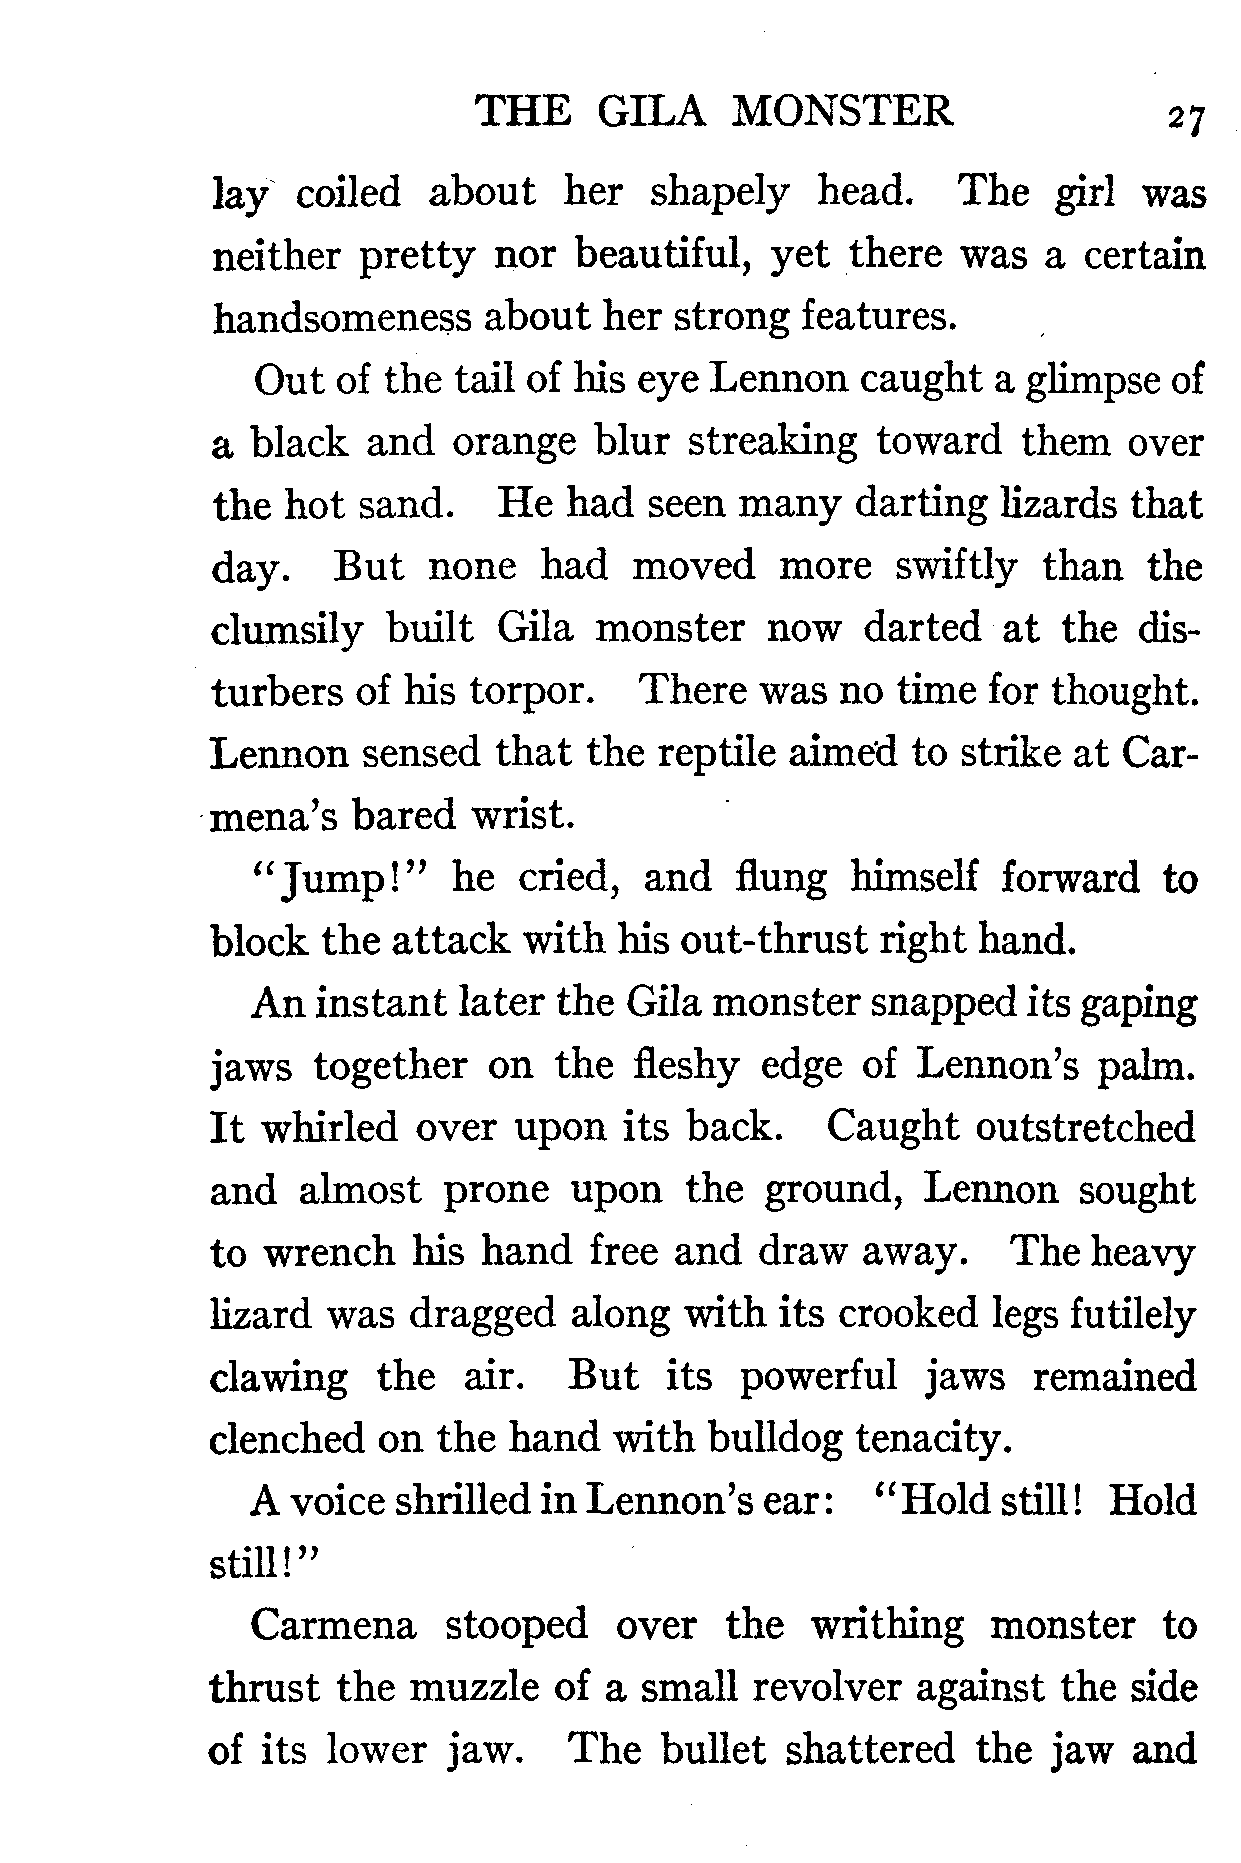 THE GILA MONSTER 27
lay coiled about her shapely head. The girl was
neither pretty nor beautiful, yet there was a certain
handsomeness about her strong features.
Out of the tail of his eye Lennon caught a glimpse of
a black and orange blur streaking toward them over
the hot sand. He had seen many darting lizards that
day. But none had moved more swiftly than the
clumsily built Gila monster now darted at the dis-
turbers of his torpor. There was no time for thought.
Lennon sensed that the reptile aimed to strike at Car-
mena's bared wrist.
"Jump!" he cried, and flung himself forward to
block the attack with his out-thrust right hand.
An instant later the Gila monster snapped its gaping
jaws together on the fleshy edge of Lennon's palm.
It whirled over upon its back. Caught outstretched
and almost prone upon the ground, Lennon sought
to wrench his hand free and draw away. The heavy
lizard was dragged along with its crooked legs futilely
clawing the air. But its powerful jaws remained
clenched on the hand with bulldog tenacity.
A voice shrilled in Lennon's ear: "Hold still! Hold
still!"
Carmena stooped over the writhing monster to
thrust the muzzle of a small revolver against the side
of its lower jaw. The bullet shattered the jaw and